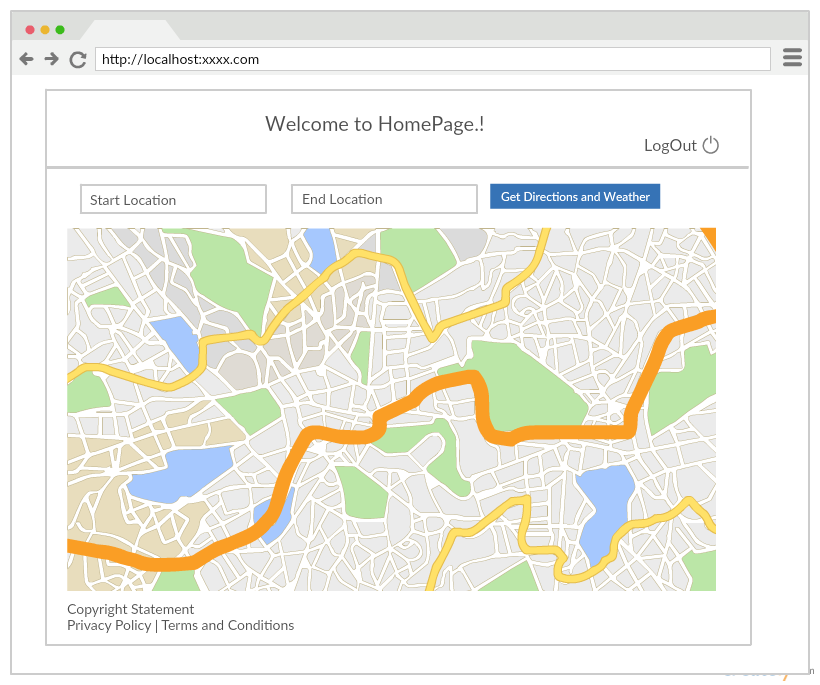 http://localhost:xxxx.com
Welcome to HomePage.!
LogOut
Start Location
End Location
Get Directions and Weather
Copyright Statement
Privacy Policy | Terms and Conditions